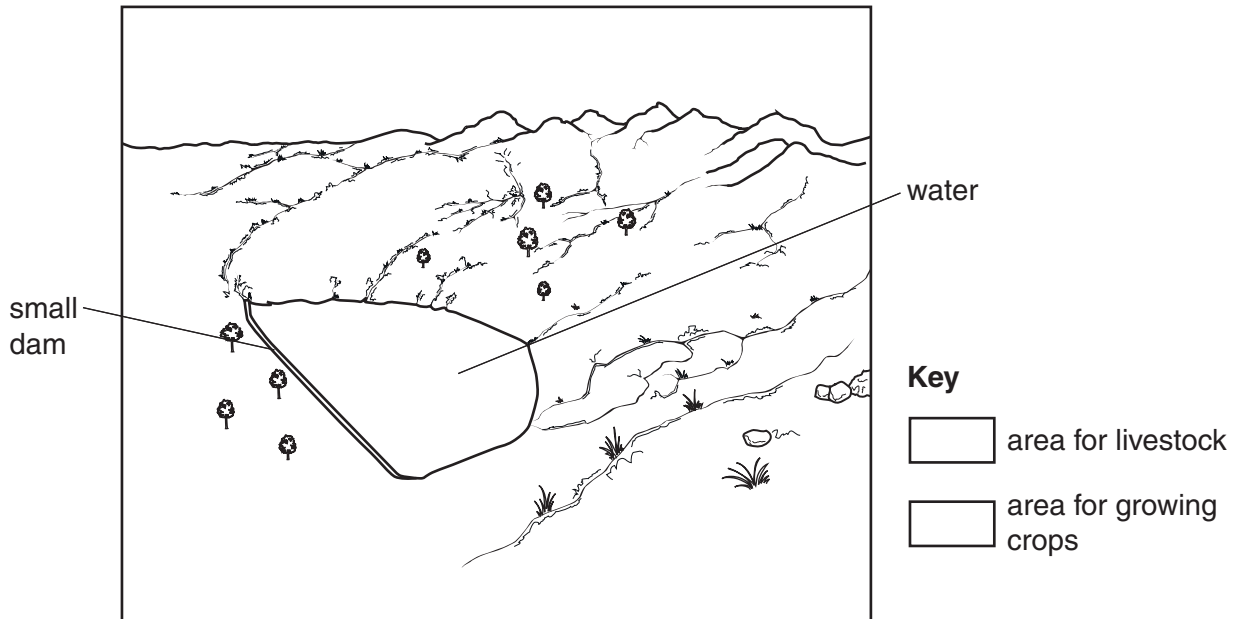 water
small
dam
Key
area for livestock
area for growing
crops